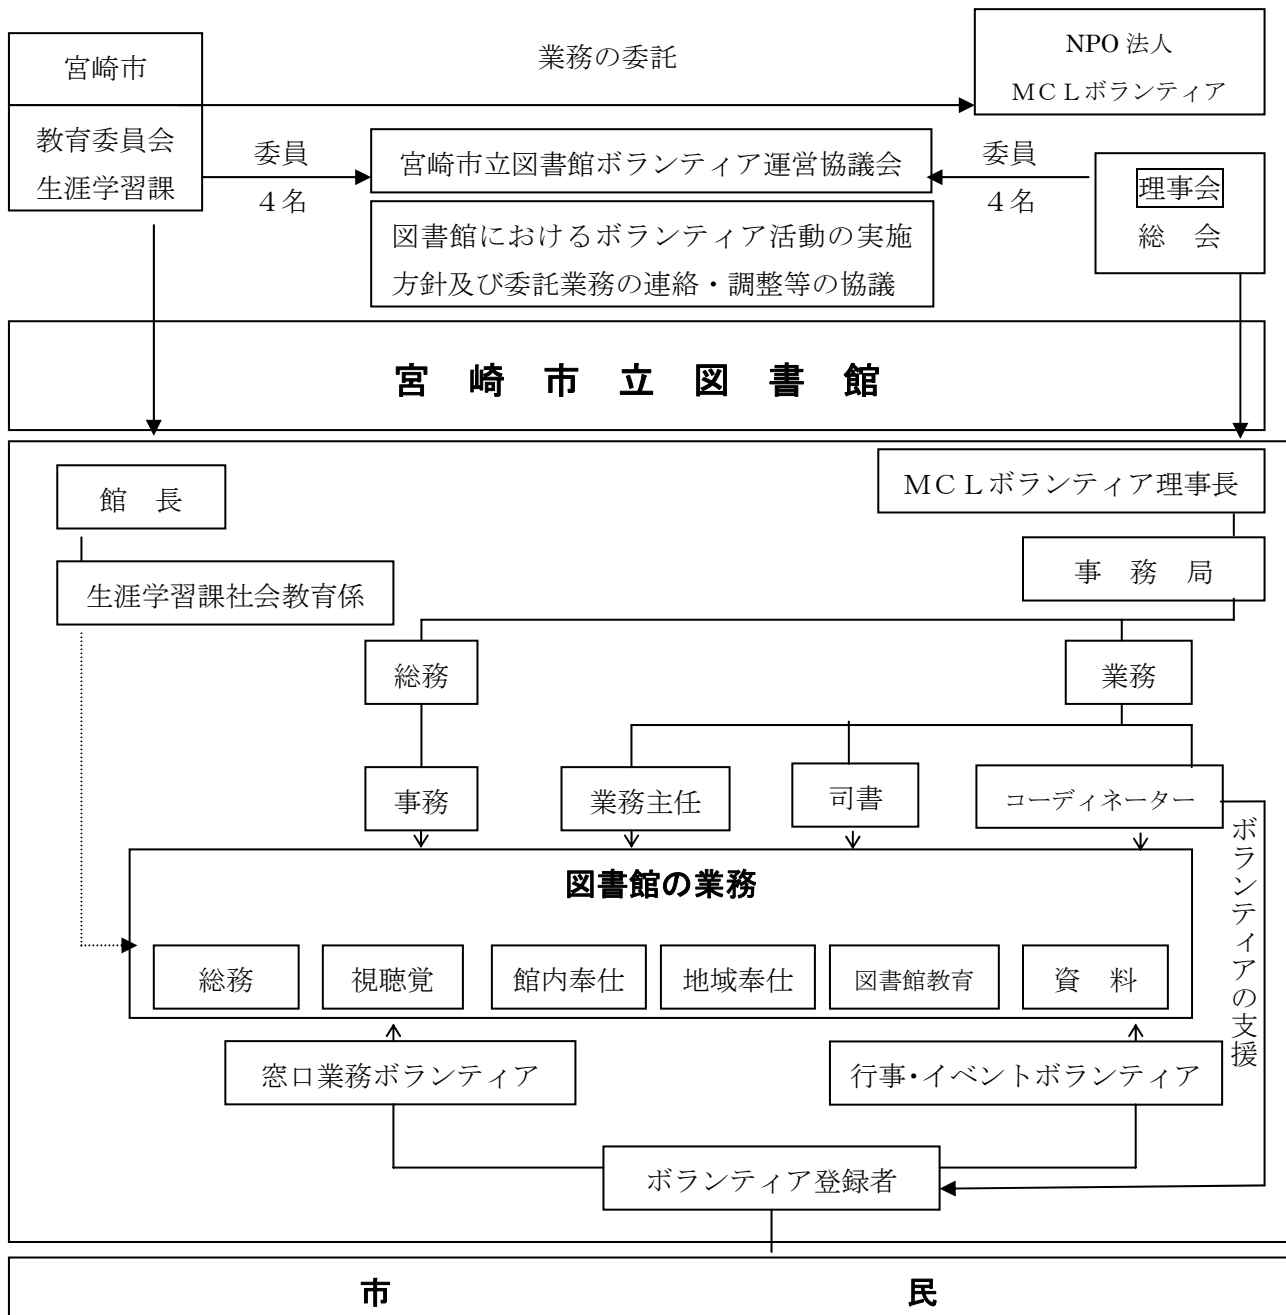 宮崎市
業務の委託
NPO 法人
ＭＣＬボランティア
教育委員会
生涯学習課
委員
４名
宮崎市立図書館ボランティア運営協議会
委員
４名
理事会
総　会
図書館におけるボランティア活動の実施
方針及び委託業務の連絡・調整等の協議
宮　崎　市　立　図　書　館
館　長
ＭＣＬボランティア理事長
生涯学習課社会教育係
事　務　局
総務
業務
事務
業務主任
司書
コーディネーター
ボランティアの支援
図書館の業務
総務
視聴覚
館内奉仕
地域奉仕
図書館教育
資　料
窓口業務ボランティア
行事・イベントボランティア
ボランティア登録者
市　民